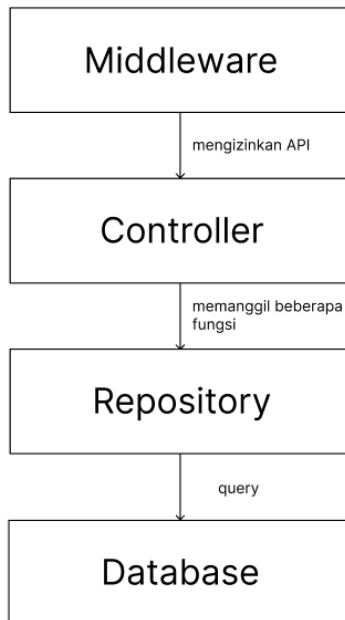 Middleware
mengizinkan API
Controller
memanggil beberapa
fungsi
Repository
query
Database